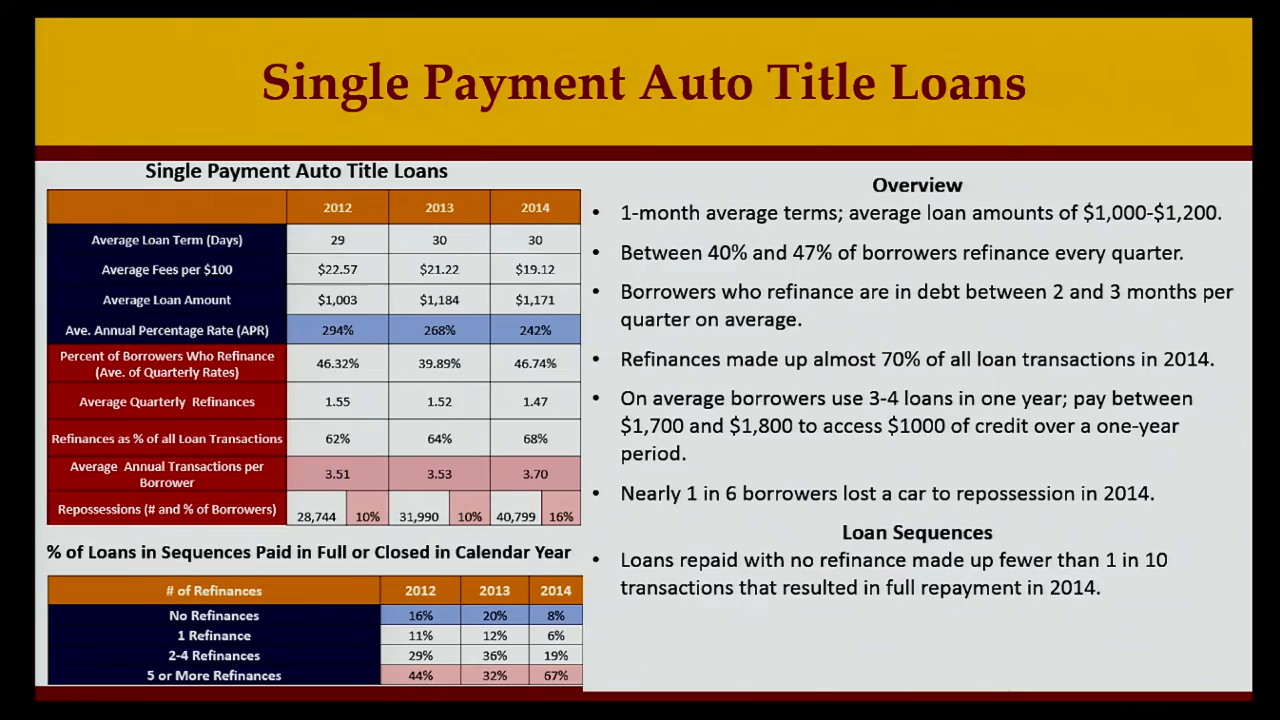 Single Payment Auto Title Loans
Single Payment Auto Title Loans
2012 2013 2014
Average Loan Term (Days) 29 30 30
Average Fees per $100 $22.57 $21.22 $19.12
Average Loan Amount $1,003 $1,184 $1,171
Ave. Annual Percentage Rate (APR) 294% 268% 242%
Percent of Borrowers Who Refinance
(Ave. of Quarterly Rates) 46.32% 39.89% 46.74%
Average Quarterly Refinances 1.55 1.52 1.47
Refinances as % of all Loan Transactions 62% 64% 68%
Average Annual Transactions per
Borrower 3.51 3.53 3.70
Repossessions (# and % of Borrowers) 28,744 10% 31,990 10% 40,799 16%
% of Loans in Sequences Paid in Full or Closed in Calendar Year
# of Refinances 2012 2013 2014
No Refinances 16% 20% 8%
1 Refinance 11% 12% 6%
2-4 Refinances 29% 36% 19%
5 or More Refinances 44% 32% 67%
Overview
• 1-month average terms; average loan amounts of $1,000-$1,200.
• Between 40% and 47% of borrowers refinance every quarter.
• Borrowers who refinance are in debt between 2 and 3 months per
quarter on average.
• Refinances made up almost 70% of all loan transactions in 2014.
• On average borrowers use 3-4 loans in one year; pay between
$1,700 and $1,800 to access $1000 of credit over a one-year
period.
• Nearly 1 in 6 borrowers lost a car to repossession in 2014.
Loan Sequences
• Loans repaid with no refinance made up fewer than 1 in 10
transactions that resulted in full repayment in 2014.